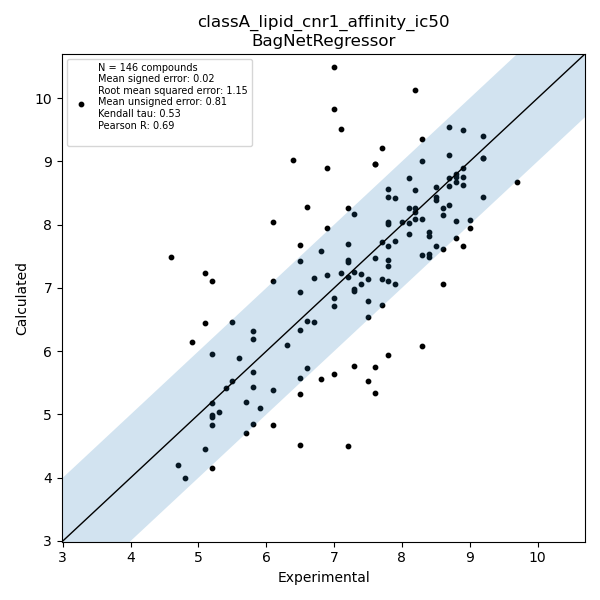 classA_lipid_cnr1_affinity_ic50
BagNetRegressor
N = 146 compounds
Mean signed error: 0.02
Root mean squared error: 1.15
Mean unsigned error: 0.81
Kendall tau: 0.53
Pearson R: 0.69
10
9
8
7
6
5
4
3
Calculated
3 4 5 6 7 8 9 10
Experimental